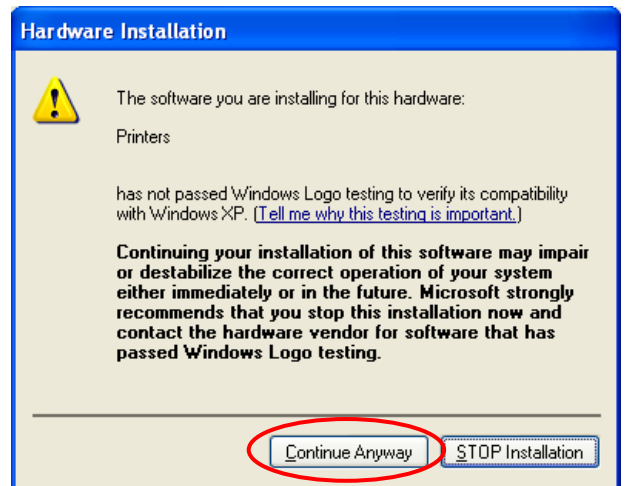 Hardware Installation
The software you are installing for this hardware:
Printers
has not passed Windows Logo testing to verify its compatibility
with Windows XP. (Tell me why this testing is important.)
Continuing your installation of this software may impair
or destabilize the correct operation of your system
either immediately or in the future. Microsoft strongly
recommends that you stop this installation now and
contact the hardware vendor for software that has
passed Windows Logo testing.
Continue Anyway STOP Installation